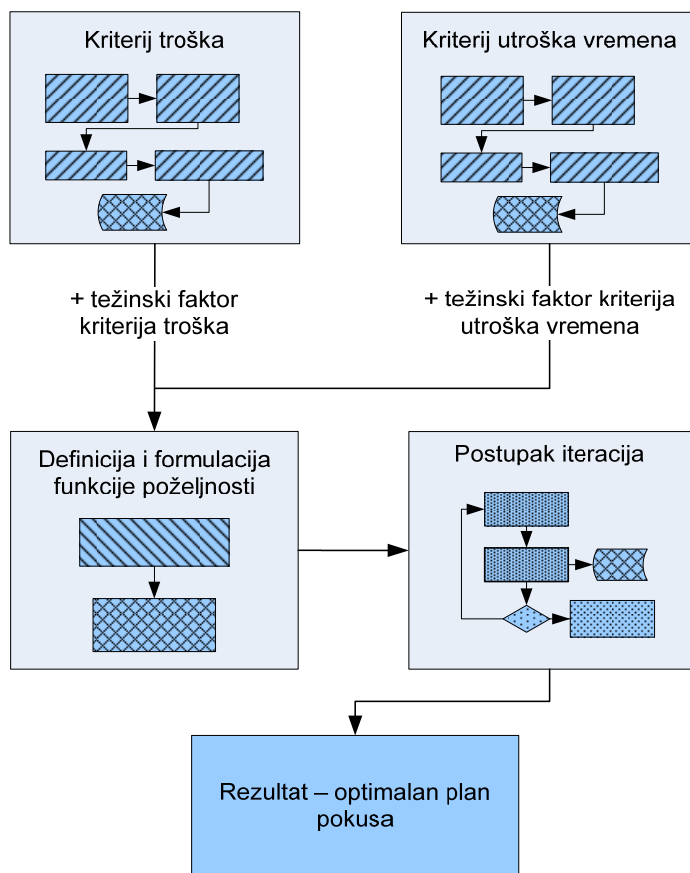 Kriterij troška
Kriterij utroška vremena
+ težinski faktor
kriterija troška
+ težinski faktor kriterija
utroška vremena
Definicija i formulacija
funkcije poželjnosti
Postupak iteracija
Rezultat – optimalan plan
pokusa